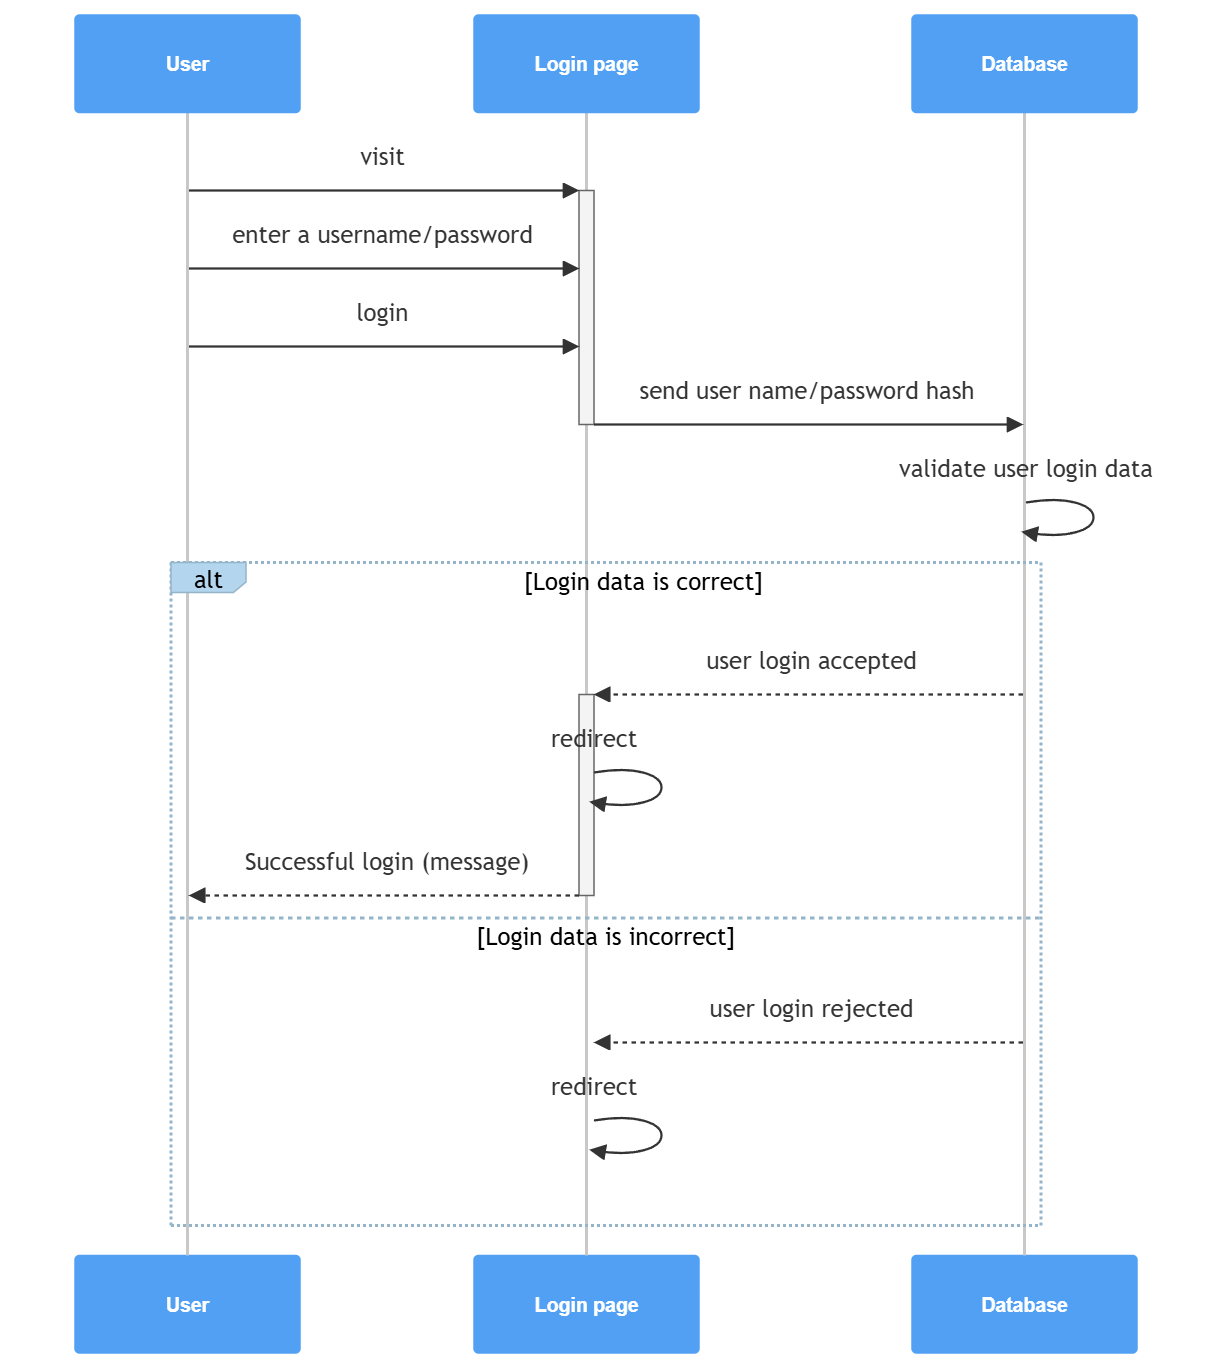 User
Login page
Database
visit
enter a username/password
login
send user name/password hash
validate user login data
alt
[Login data is correct]
user login accepted
redirect
Successful login (message)
[Login data is incorrect]
user login rejected
redirect
User
Login page
Database